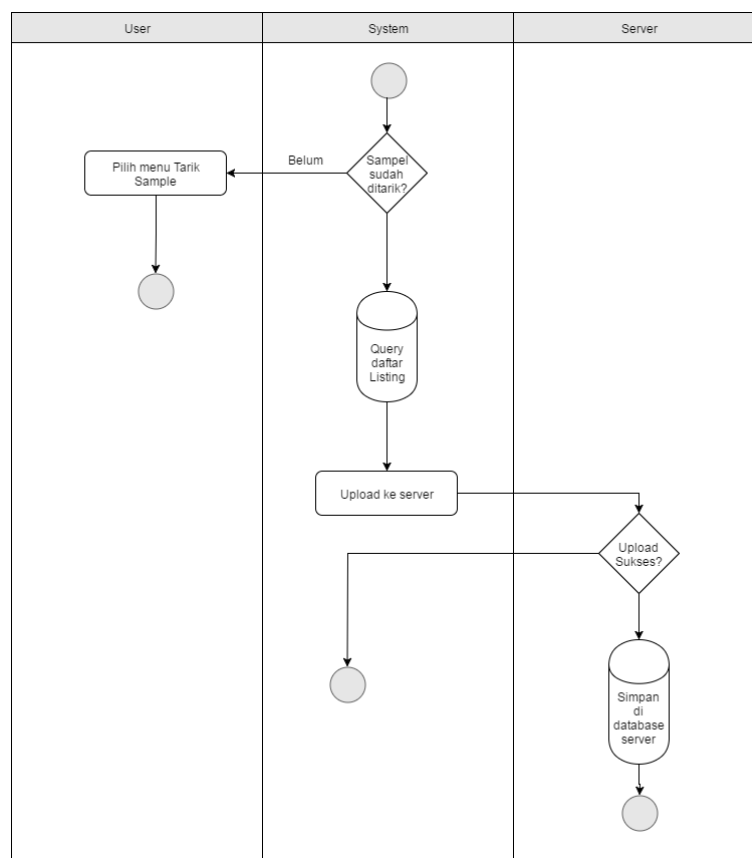 User
System
Server
Belum
Sampel
sudah
ditarik?
Pilih menu Tarik
Sample
Query
daftar
Listing
Upload ke server
Upload
Sukses?
Simpan
di
database
server